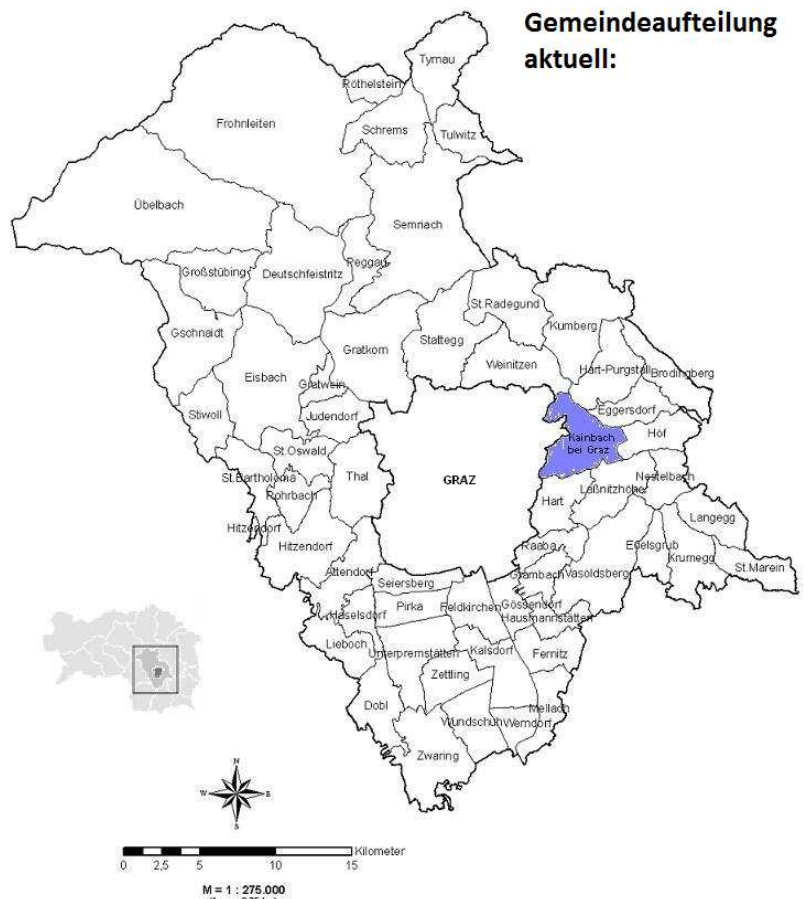 Gemeindeaufteilung
aktuell:
Tyrnau
Röthelstein
Frohnleiten
Schrems
Tulwitz
Übelbach
Semriach
Peggau
Großstübing
Deutschfeistritz
St.Radegund
Kumberg
Gschnaidt
Stattegg
Gratkorn
Weinitzen
Hart-Purgstall
Brodingberg
Eisbach
Gratwein
Stiwoll
Judendorf
Eggersdorf
Kainbach
bei Graz
Höf
St.Oswald
Thal
GRAZ
St.Bartholomä
Rohrbach
Nestelbach
Laßnitzhöhe
Hart
Hitzendorf
Langegg
Hitzendorf
Raaba
Edelsgrub
Krumegg
St.Marein
Attendorf
Seiersberg
Grambach
Vasoldsberg
Haselsdorf
Pirka
Feldkirchen
Gössendorf
Hausmannstätten
Lieboch
Unterpremstätten
Kalsdorf
Fernitz
Zettling
Dobl
Mellach
Wundschuh
Werndorf
Zwaring
N
W
E
S
Kilometer
0 2,5 5 10 15
M = 1 : 275.000